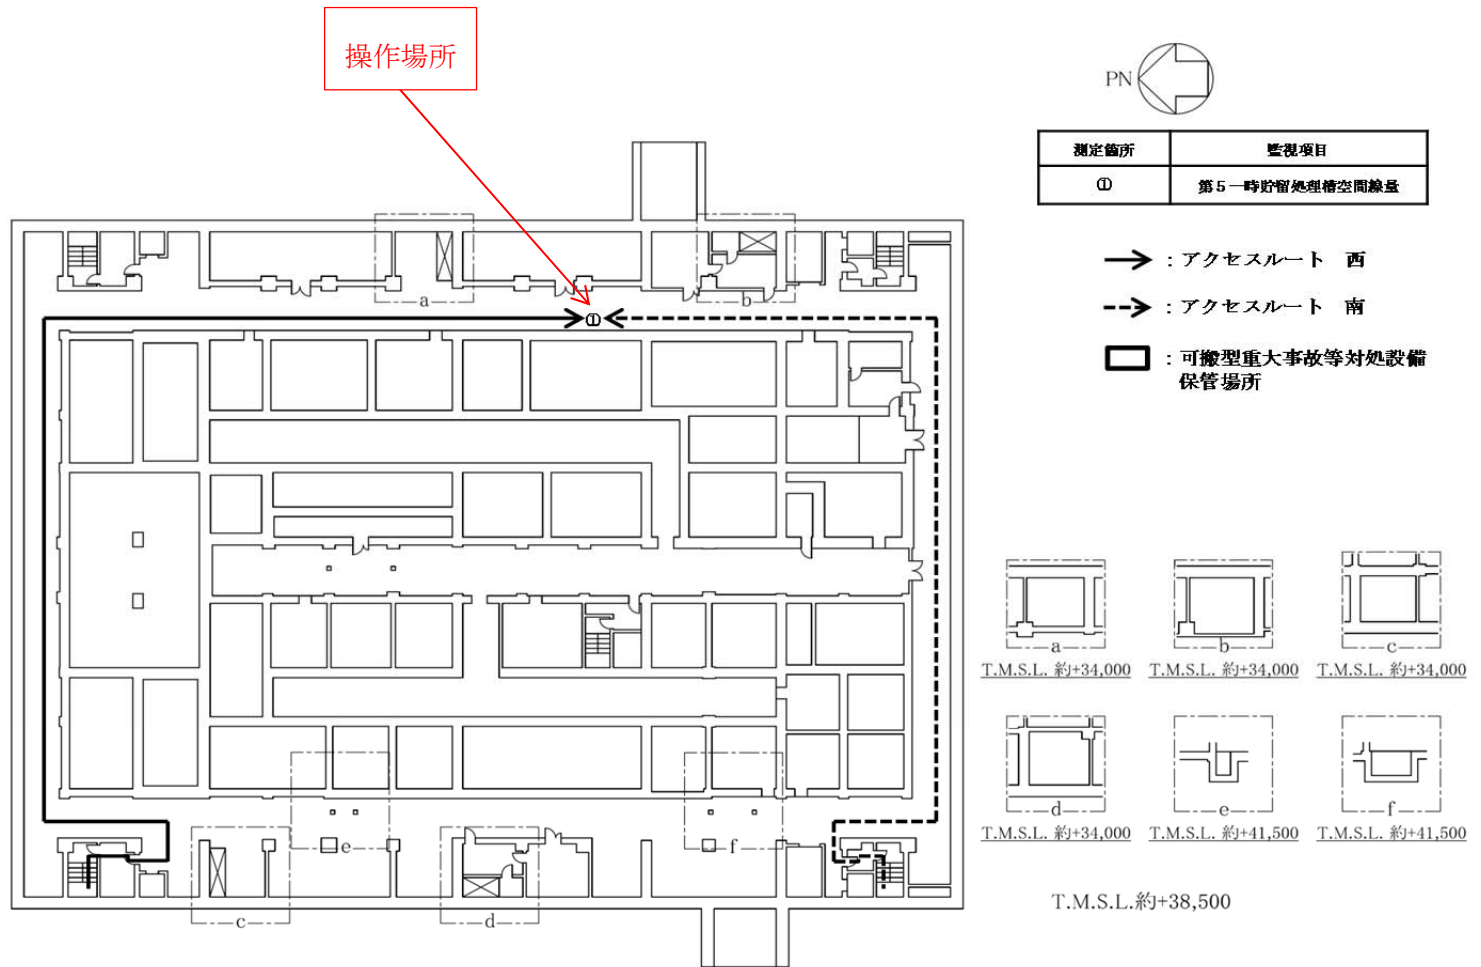 操作場所
PN
測定箇所 監視項目
① 第5一時貯留処理槽空間線量
：アクセスルート 西
：アクセスルート 南
：可搬型重大事故等対処設備
保管場所
a
b
①
e
f
c
d
a
T.M.S.L. 約+34,000
b
T.M.S.L. 約+34,000
c
T.M.S.L. 約+34,000
d
T.M.S.L. 約+34,000
e
T.M.S.L. 約+41,500
f
T.M.S.L. 約+41,500
T.M.S.L.約+38,500